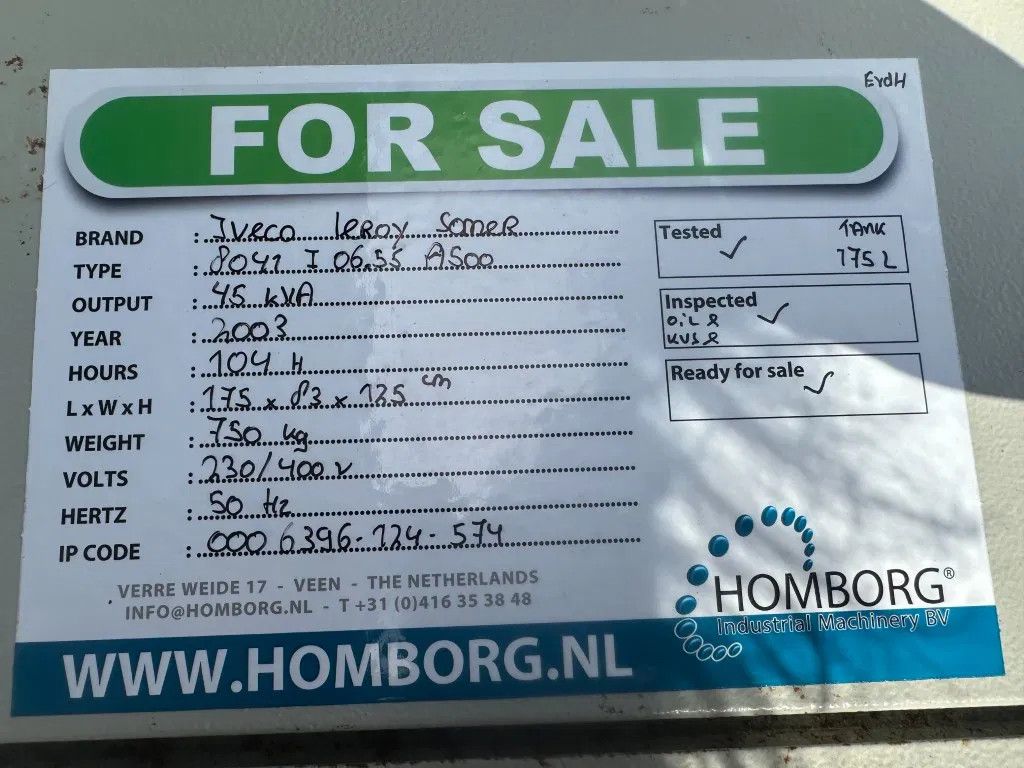 EvdH
FOR SALE
BRAND : Iveco leROY SOMER
TYPE : 8041 I 06.55 A500
OUTPUT : 45 kVA
YEAR : 2003
HOURS : 104 H
L x W x H : 175 x 83 x 125 cm
WEIGHT : 750 kg
VOLTS : 230/400 V
HERTZ : 50 Hz
IP CODE : 000 6396-124-574
Tested ✓ TANK
175 L
Inspected ✓
OiL &
Ready for sale ✓
VERRE WEIDE 17 - VEEN - THE NETHERLANDS
INFO@HOMBORG.NL - T +31 (0)416 35 38 48
HOMBORG®
Industrial Machinery BV
WWW.HOMBORG.NL